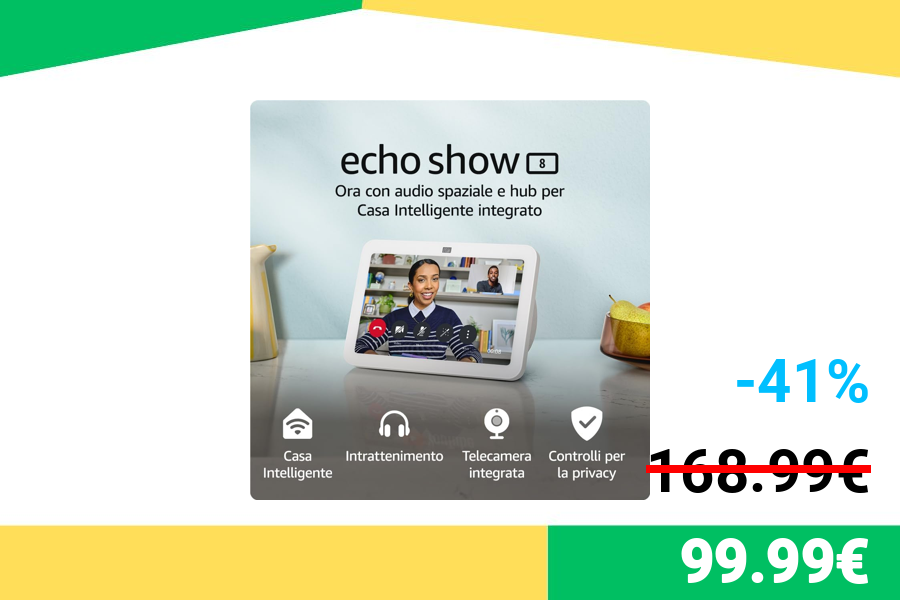 echo show 8
Ora con audio spaziale e hub per
Casa Intelligente integrato
Casa
Intelligente
Intrattenimento
Telecamera
integrata
Controlli per
la privacy
-41%
168.99€
99.99€